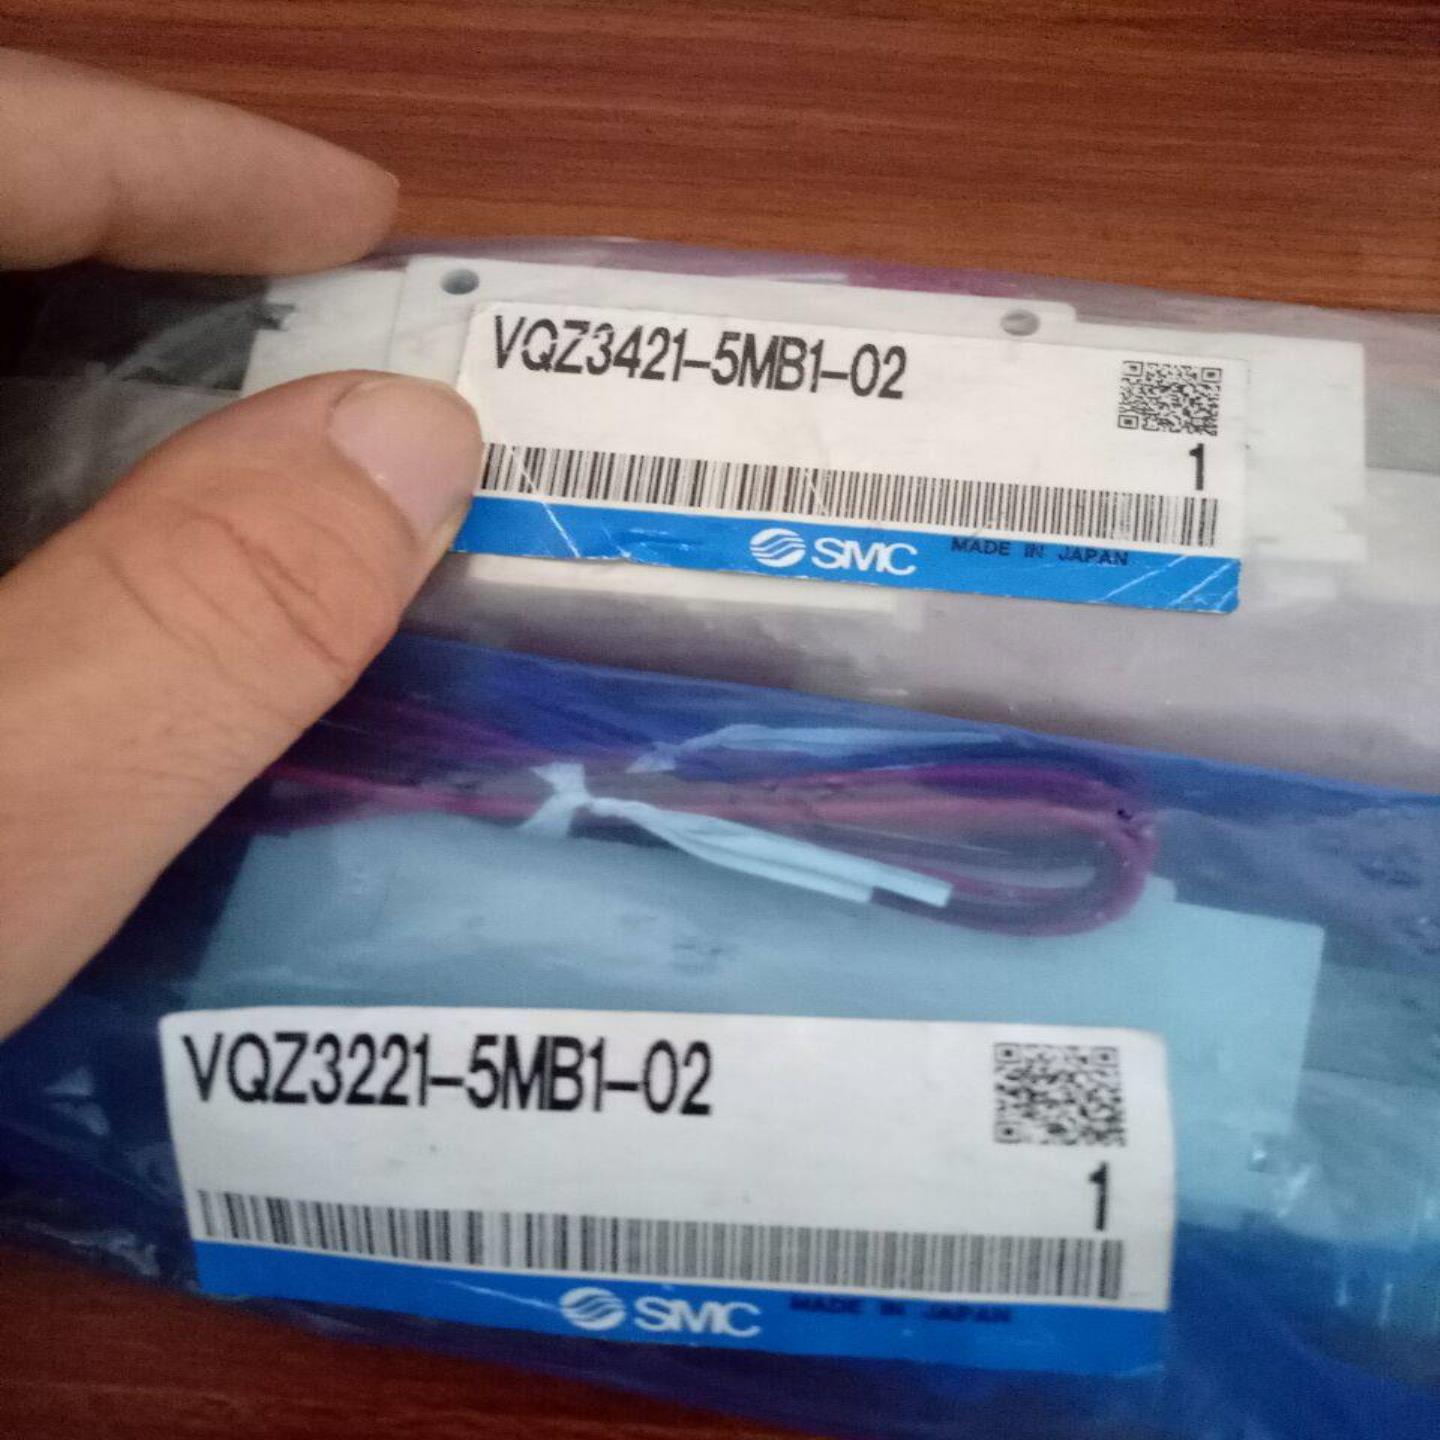 VQZ3421-5MB1-02
1
SMC MADE IN JAPAN
VQZ3221-5MB1-02
1
SMC MADE IN JAPAN